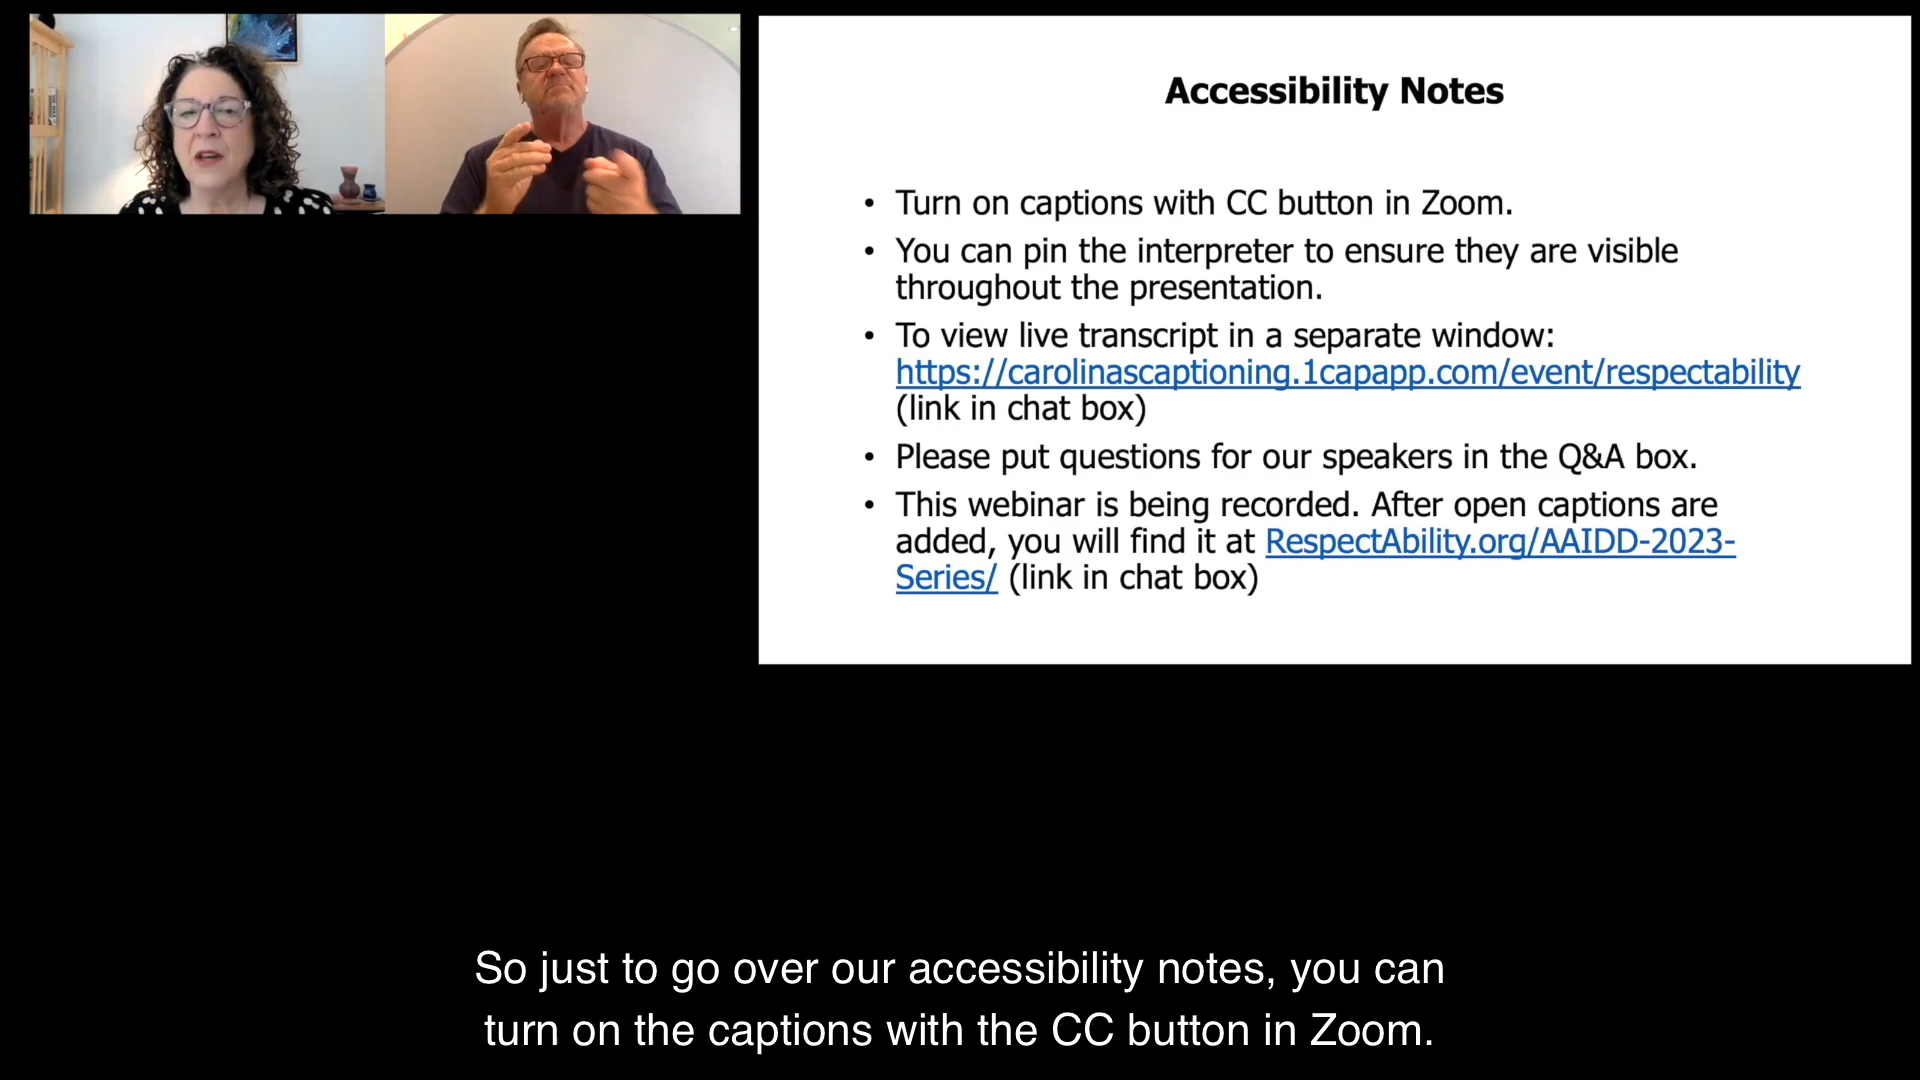 Accessibility Notes
• Turn on captions with CC button in Zoom.
• You can pin the interpreter to ensure they are visible
throughout the presentation.
• To view live transcript in a separate window:
https://carolinascaptioning.1capapp.com/event/respectability
(link in chat box)
• Please put questions for our speakers in the Q&A box.
• This webinar is being recorded. After open captions are
added, you will find it at RespectAbility.org/AAIDD-2023-
Series/ (link in chat box)
So just to go over our accessibility notes, you can
turn on the captions with the CC button in Zoom.